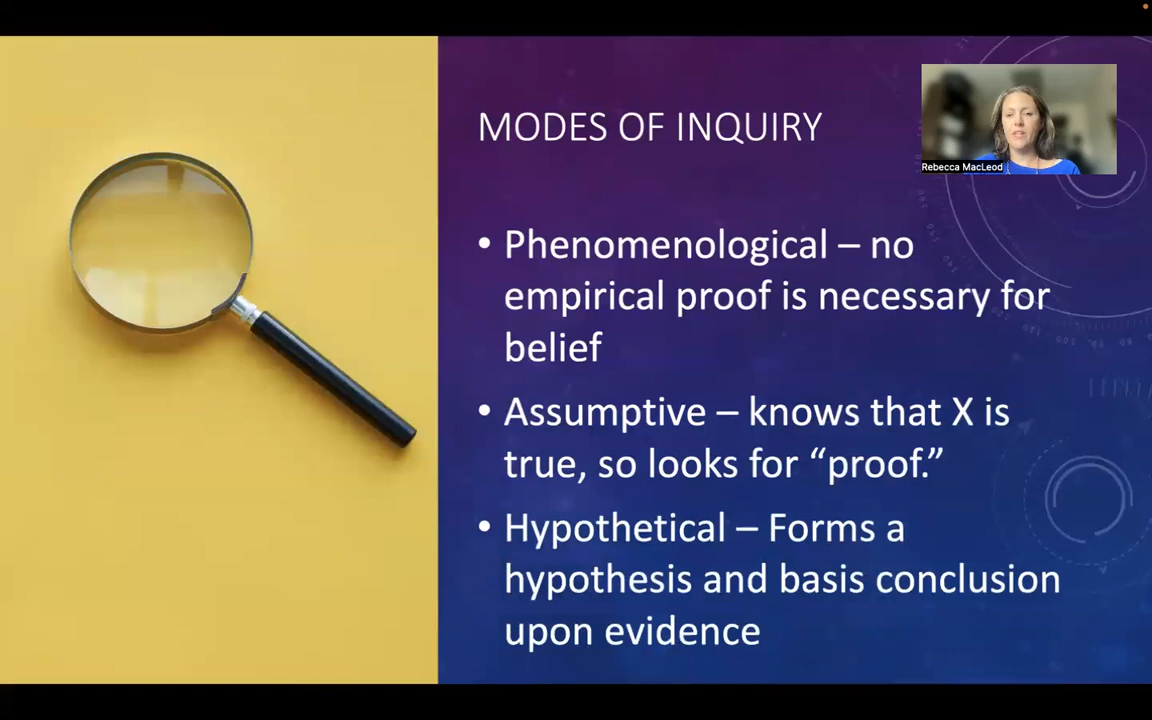 MODES OF INQUIRY
Rebecca MacLeod
• Phenomenological – no
empirical proof is necessary for
belief
• Assumptive – knows that X is
true, so looks for “proof.”
• Hypothetical – Forms a
hypothesis and basis conclusion
upon evidence